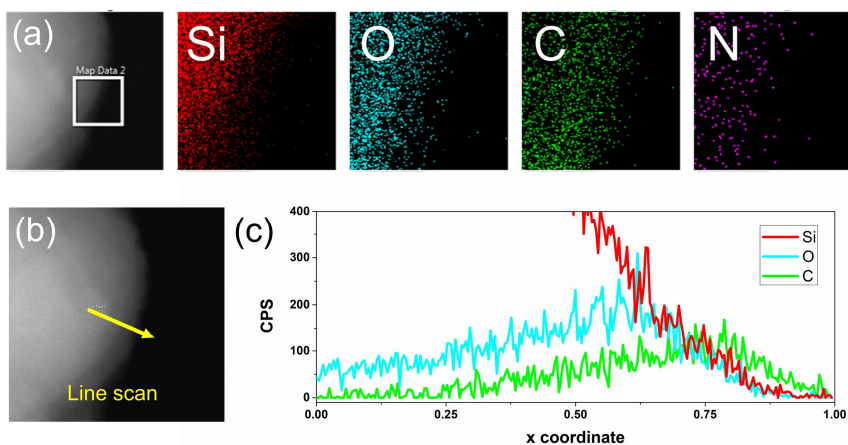 (a)
Map Data 2
Si
O
C
N
(b)
Line scan
(c)
400
300
200
100
0
CPS
0.00 0.25 0.50 0.75 1.00
x coordinate
Si
O
C